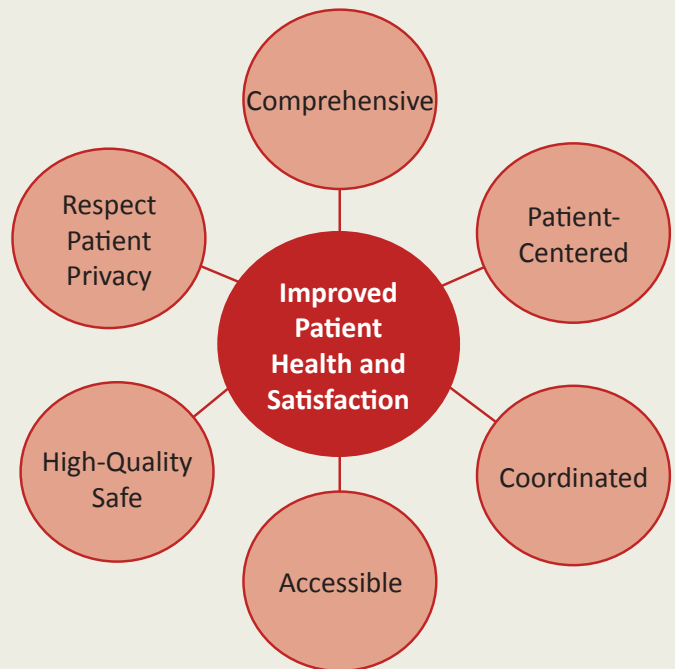 Comprehensive
Patient-
Centered
Coordinated
Accessible
High-Quality
Safe
Respect
Patient
Privacy
Improved
Patient
Health and
Satisfaction